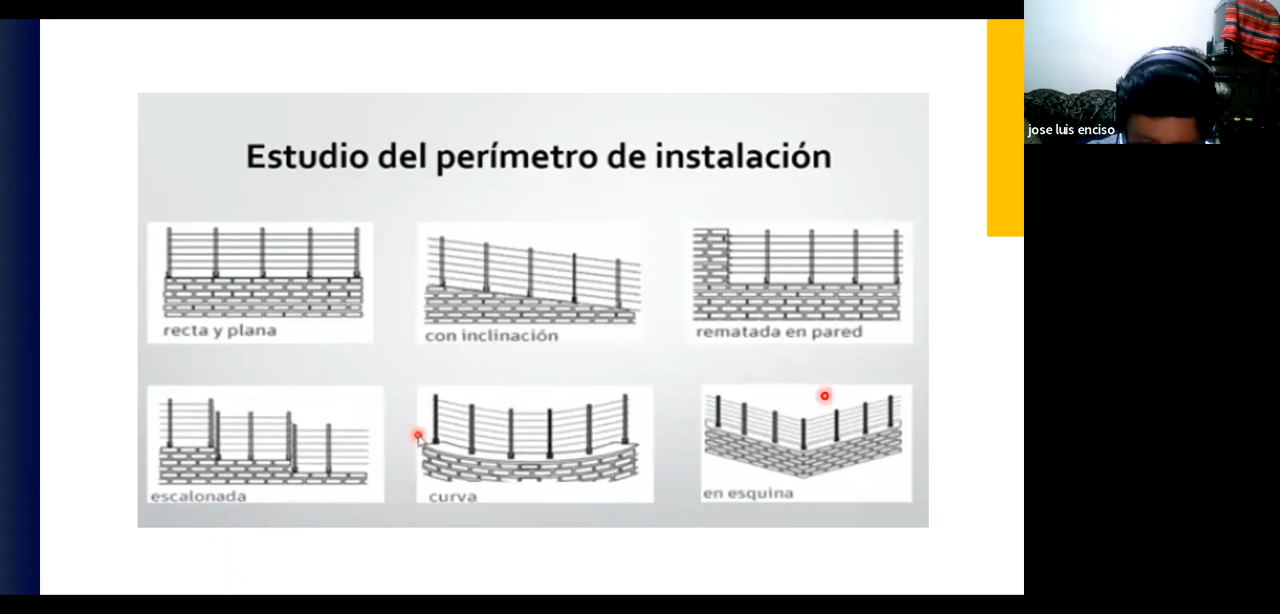 jose luis enciso
Estudio del perímetro de instalación
recta y plana
con inclinación
rematada en pared
escalonada
curva
en esquina